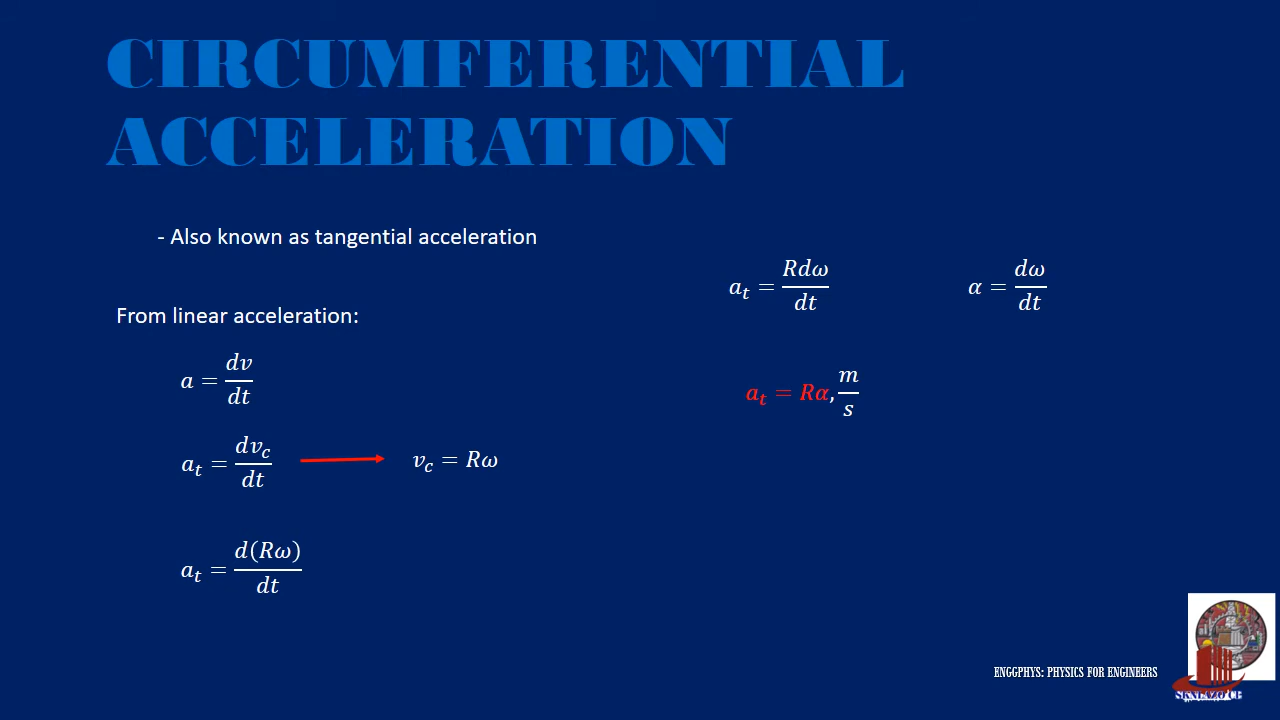 CIRCUMFERENTIAL
ACCELERATION
- Also known as tangential acceleration
From linear acceleration:
a = dv/dt
a_t = dv_c/dt → v_c = Rω
a_t = d(Rω)/dt
a_t = Rdω/dt α = dω/dt
a_t = Rα, m/s
ENGGPHYS: PHYSICS FOR ENGINEERS